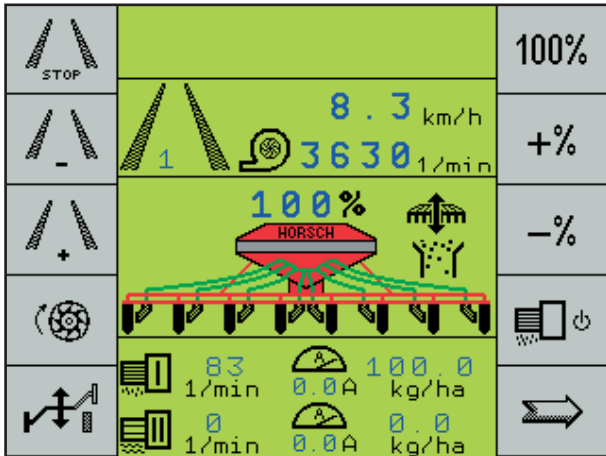 STOP
100%
8.3 km/h
1
3630 1/min
+%
-
100%
HORSCH
-%
+
83
1/min
A
0.0A
100.0
kg/ha
0
1/min
A
0.0A
0.0
kg/ha